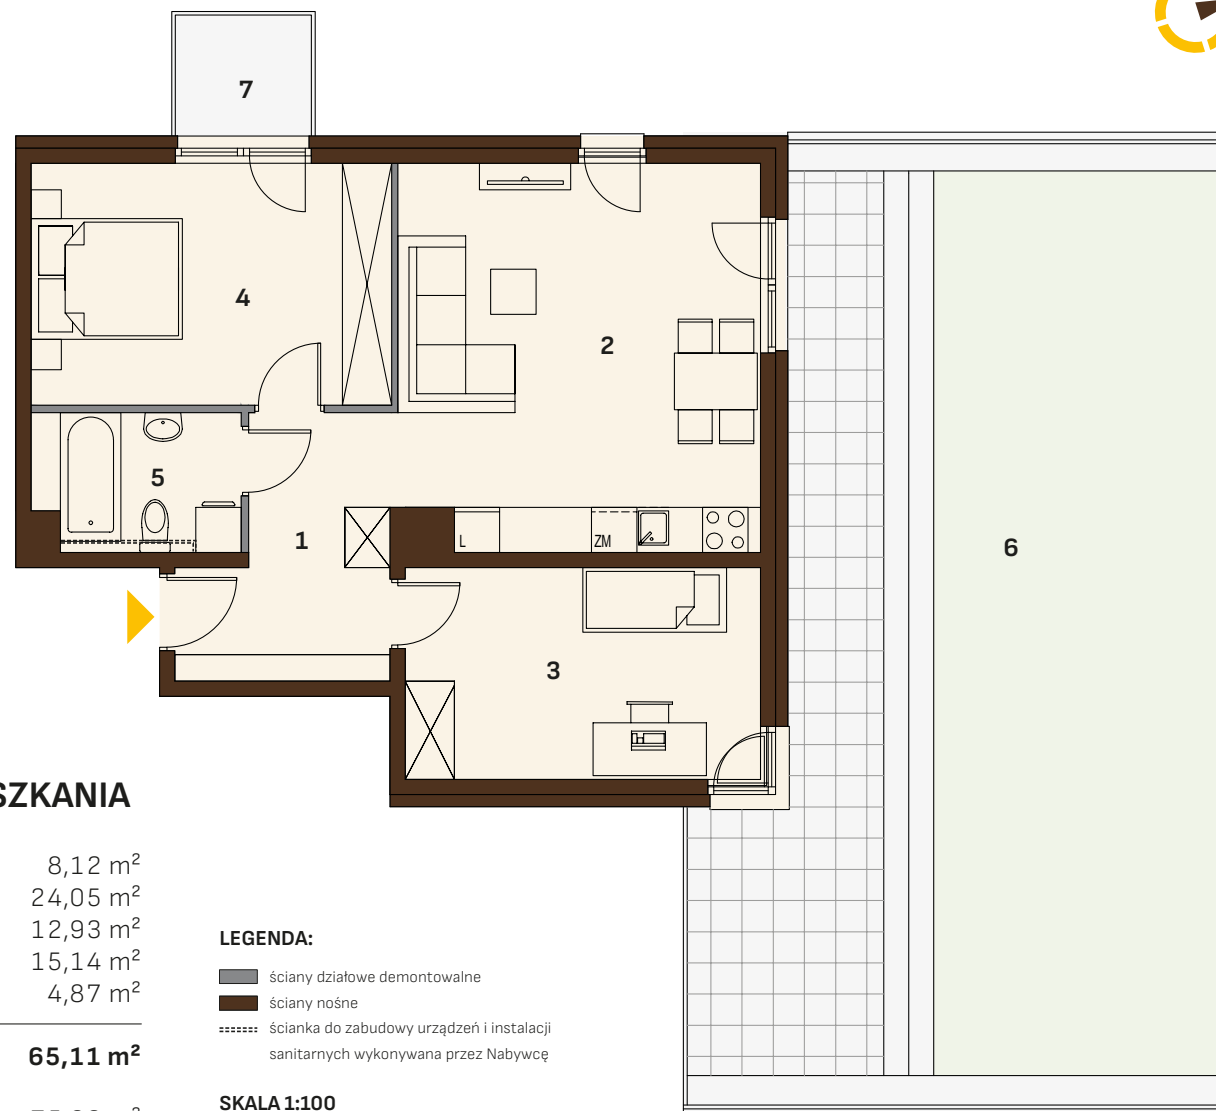 7
4
2
5
1
L
ZM
6
3
SZKANIA
8,12 m²
24,05 m²
12,93 m²
15,14 m²
4,87 m²
65,11 m²
LEGENDA:
ściany działowe demontowalne
ściany nośne
ścianka do zabudowy urządzeń i instalacji
sanitarnych wykonywana przez Nabywcę
SKALA 1:100